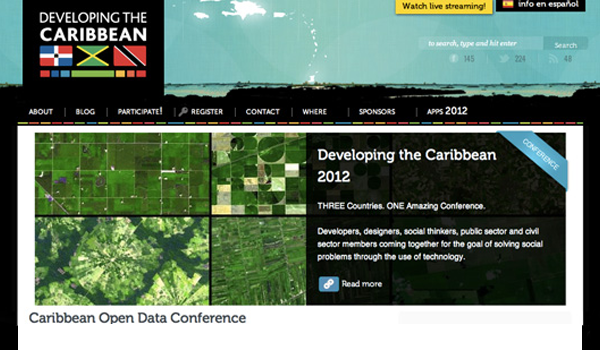 DEVELOPING THE
CARIBBEAN
Watch live streaming!
info en español
to search, type and hit enter
Search
145
224
48
ABOUT
BLOG
PARTICIPATE!
REGISTER
CONTACT
WHERE
SPONSORS
APPS 2012
CONFERENCE
Developing the Caribbean
2012
THREE Countries. ONE Amazing Conference.
Developers, designers, social thinkers, public sector and civil
sector members coming together for the goal of solving social
problems through the use of technology.
Read more
Caribbean Open Data Conference